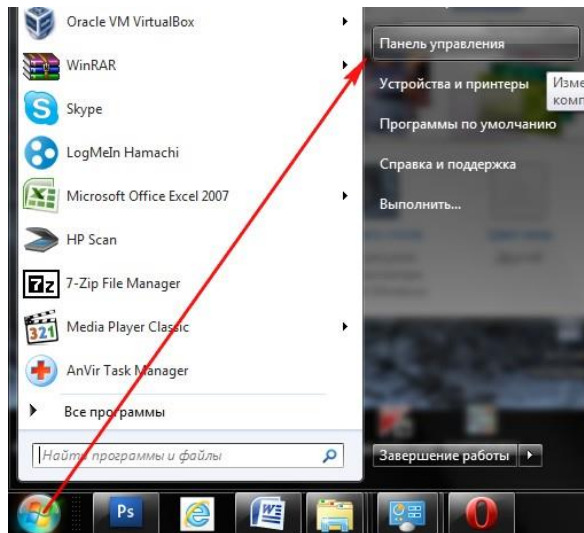 Oracle VM VirtualBox
WinRAR
Skype
LogMeIn Hamachi
Microsoft Office Excel 2007
HP Scan
7-Zip File Manager
Media Player Classic
AnVir Task Manager
Все программы
Найти программы и файлы
Панель управления
Устройства и принтеры
Программы по умолчанию
Справка и поддержка
Выполнить...
Завершение работы
Изме
комп
7z
321
Ps